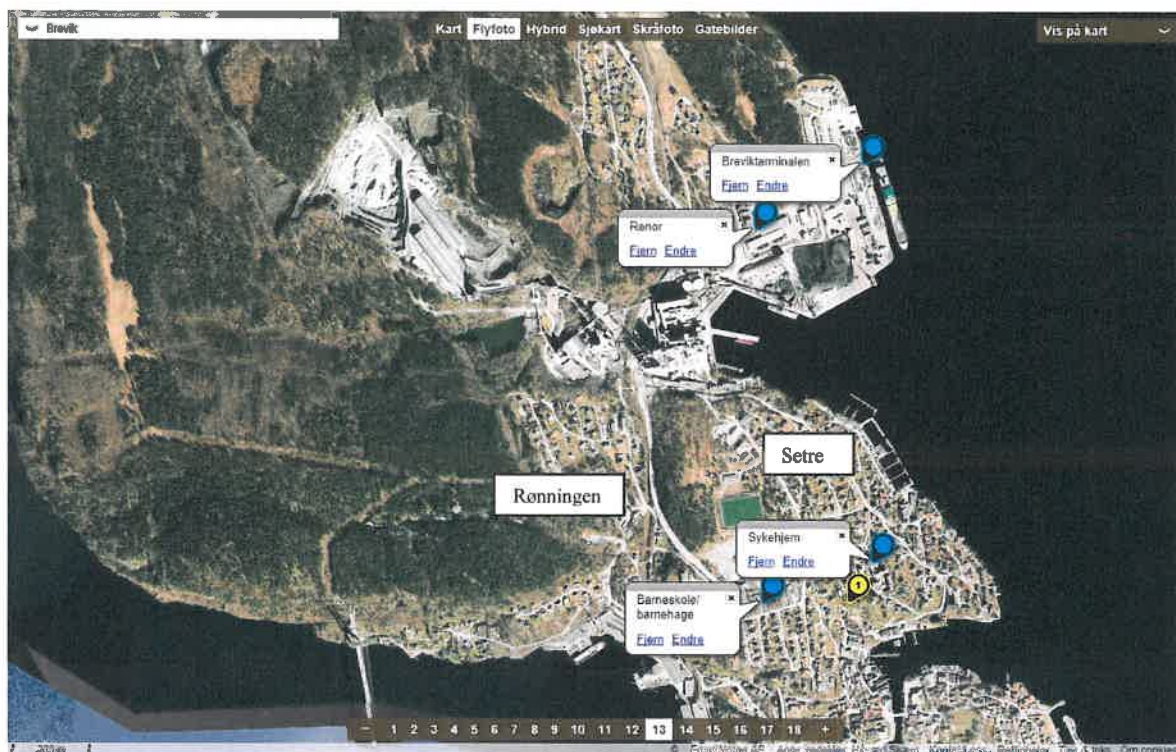 Brevik
Kart Flyfoto Hybrid Sjøkart Skråfoto Gatebilder
Vis på kart
Brevikterminalen
Fjern Endre
Renor
Fjern Endre
Setre
Rønningen
Sykehjem
Fjern Endre
1
Barneskole/
barnehage
Fjern Endre
− 1 2 3 4 5 6 7 8 9 10 11 12 13 14 15 16 17 18 +